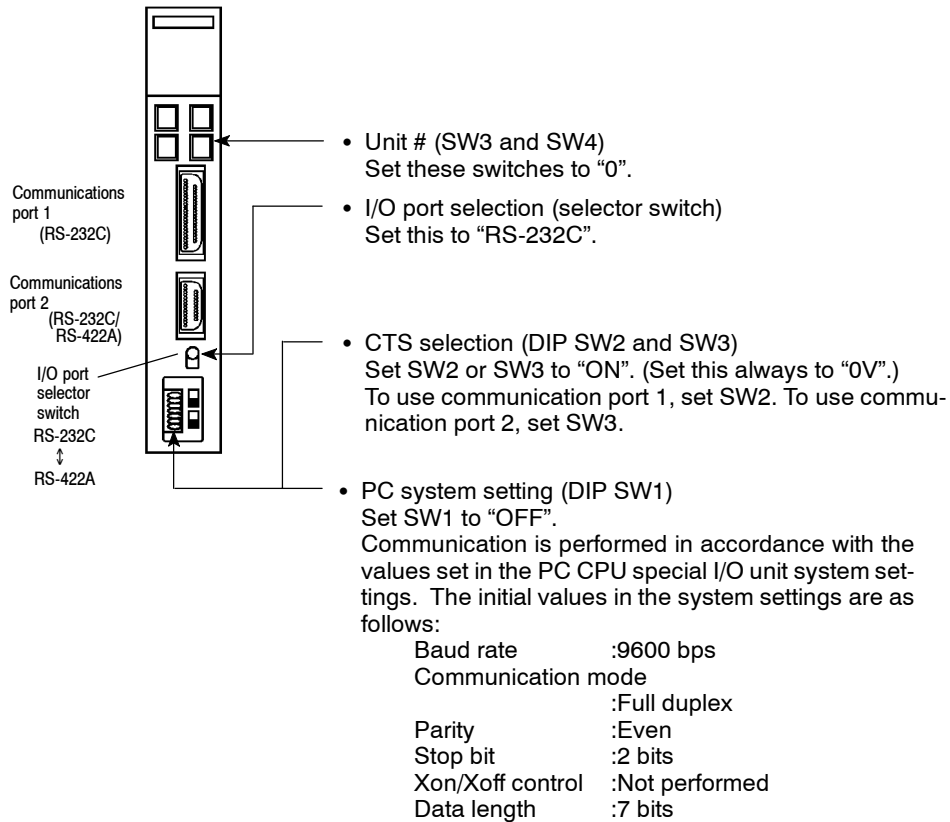 • Unit # (SW3 and SW4)
Set these switches to “0”.
Communications
port 1
(RS-232C)
• I/O port selection (selector switch)
Set this to “RS-232C”.
Communications
port 2
(RS-232C/
RS-422A)
I/O port
selector
switch
RS-232C
↕
RS-422A
• CTS selection (DIP SW2 and SW3)
Set SW2 or SW3 to “ON”. (Set this always to “0V”.)
To use communication port 1, set SW2. To use commu-
nication port 2, set SW3.
• PC system setting (DIP SW1)
Set SW1 to “OFF”.
Communication is performed in accordance with the
values set in the PC CPU special I/O unit system set-
tings. The initial values in the system settings are as
follows:
Baud rate :9600 bps
Communication mode
:Full duplex
Parity :Even
Stop bit :2 bits
Xon/Xoff control :Not performed
Data length :7 bits